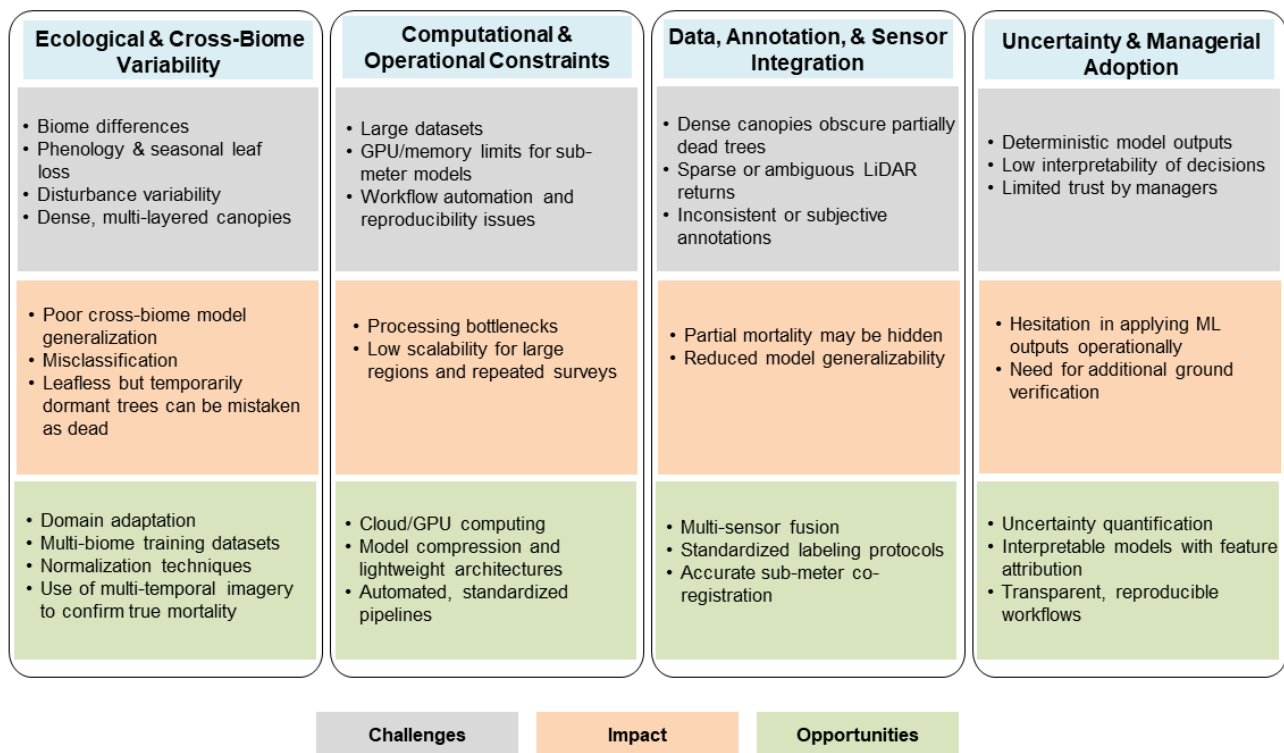 Ecological & Cross-Biome
Variability
• Biome differences
• Phenology & seasonal leaf
loss
• Disturbance variability
• Dense, multi-layered canopies
• Poor cross-biome model
generalization
• Misclassification
• Leafless but temporarily
dormant trees can be mistaken
as dead
• Domain adaptation
• Multi-biome training datasets
• Normalization techniques
• Use of multi-temporal imagery
to confirm true mortality
Computational &
Operational Constraints
• Large datasets
• GPU/memory limits for sub-
meter models
• Workflow automation and
reproducibility issues
• Processing bottlenecks
• Low scalability for large
regions and repeated surveys
• Cloud/GPU computing
• Model compression and
lightweight architectures
• Automated, standardized
pipelines
Data, Annotation, & Sensor
Integration
• Dense canopies obscure partially
dead trees
• Sparse or ambiguous LiDAR
returns
• Inconsistent or subjective
annotations
• Partial mortality may be hidden
• Reduced model generalizability
• Multi-sensor fusion
• Standardized labeling protocols
• Accurate sub-meter co-
registration
Uncertainty & Managerial
Adoption
• Deterministic model outputs
• Low interpretability of decisions
• Limited trust by managers
• Hesitation in applying ML
outputs operationally
• Need for additional ground
verification
• Uncertainty quantification
• Interpretable models with feature
attribution
• Transparent, reproducible
workflows
Challenges
Impact
Opportunities